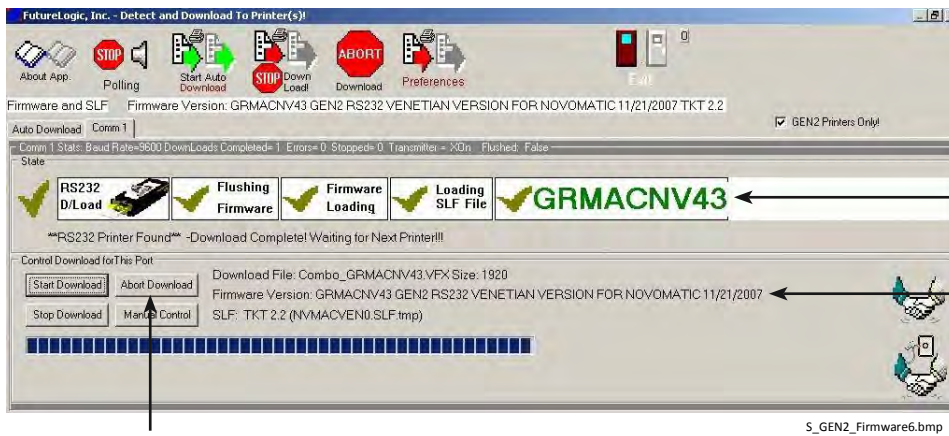 FutureLogic, Inc. - Detect and Download To Printer(s)!
About App.
STOP
Polling
Start Auto
Download
STOP
Down
Load!
ABORT
Download
Preferences
Exit
0
Firmware and SLF Firmware Version: GRMACNV43 GEN2 RS232 VENETIAN VERSION FOR NOVOMATIC 11/21/2007 TKT 2.2
Auto Download Comm 1
GEN2 Printers Only!
Comm 1 Stats: Baud Rate=9600 DownLoads Completed= 1 Errors= 0 Stopped= 0 Transmitter = XOn Flushed: False
State
RS232
D/Load
Flushing
Firmware
Firmware
Loading
Loading
SLF File
GRMACNV43
**RS232 Printer Found** -Download Complete! Waiting for Next Printer!!!
Control Download forThis Port
Start Download
Abort Download
Stop Download
Manual Control
Download File: Combo_GRMACNV43.VFX Size: 1920
Firmware Version: GRMACNV43 GEN2 RS232 VENETIAN VERSION FOR NOVOMATIC 11/21/2007
SLF: TKT 2.2 (NVMACVEN0.SLF.tmp)
S_GEN2_Firmware6.bmp